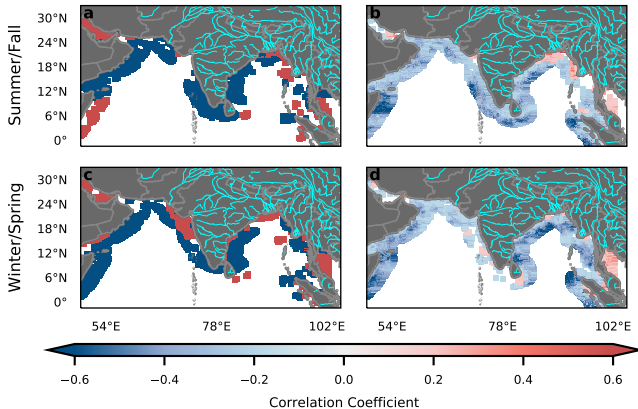 a
b
30°N
24°N
18°N
12°N
6°N
0°
Summer/Fall
c
d
30°N
24°N
18°N
12°N
6°N
0°
Winter/Spring
54°E 78°E 102°E 54°E 78°E 102°E
−0.6 −0.4 −0.2 0.0 0.2 0.4 0.6
Correlation Coefficient